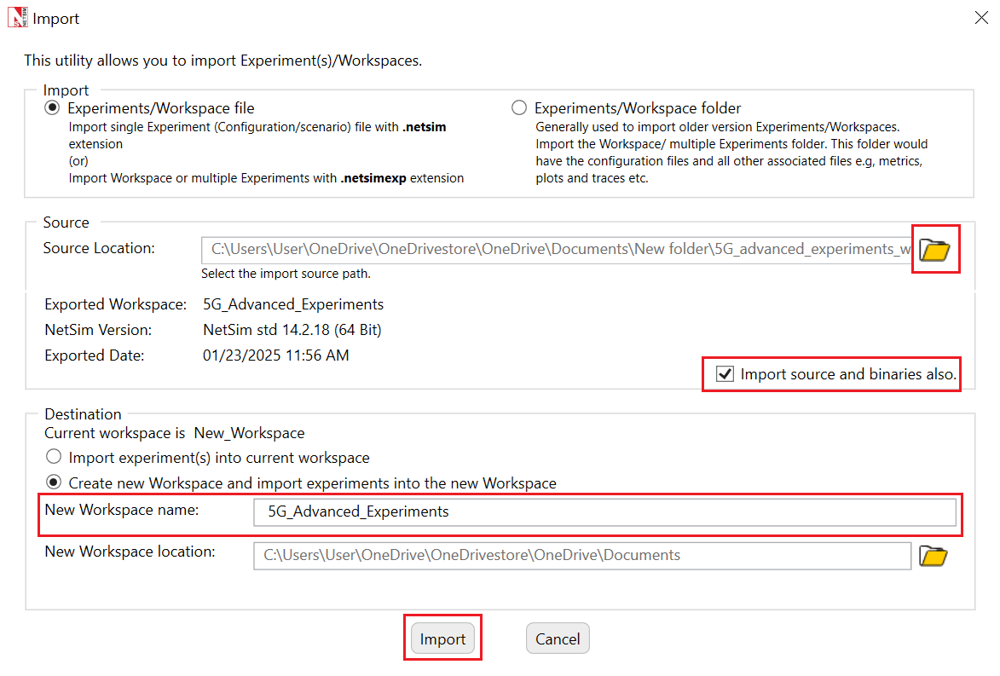 Import
This utility allows you to import Experiment(s)/Workspaces.
Import
Experiments/Workspace file
Import single Experiment (Configuration/scenario) file with .netsim
extension
(or)
Import Workspace or multiple Experiments with .netsimexp extension
Experiments/Workspace folder
Generally used to import older version Experiments/Workspaces.
Import the Workspace/ multiple Experiments folder. This folder would
have the configuration files and all other associated files e.g, metrics,
plots and traces etc.
Source
Source Location: C:\Users\User\OneDrive\OneDrivestore\OneDrive\Documents\New folder\5G_advanced_experiments_w
Select the import source path.
Exported Workspace: 5G_Advanced_Experiments
NetSim Version: NetSim std 14.2.18 (64 Bit)
Exported Date: 01/23/2025 11:56 AM
Import source and binaries also.
Destination
Current workspace is New_Workspace
Import experiment(s) into current workspace
Create new Workspace and import experiments into the new Workspace
New Workspace name: 5G_Advanced_Experiments
New Workspace location: C:\Users\User\OneDrive\OneDrivestore\OneDrive\Documents
Import Cancel